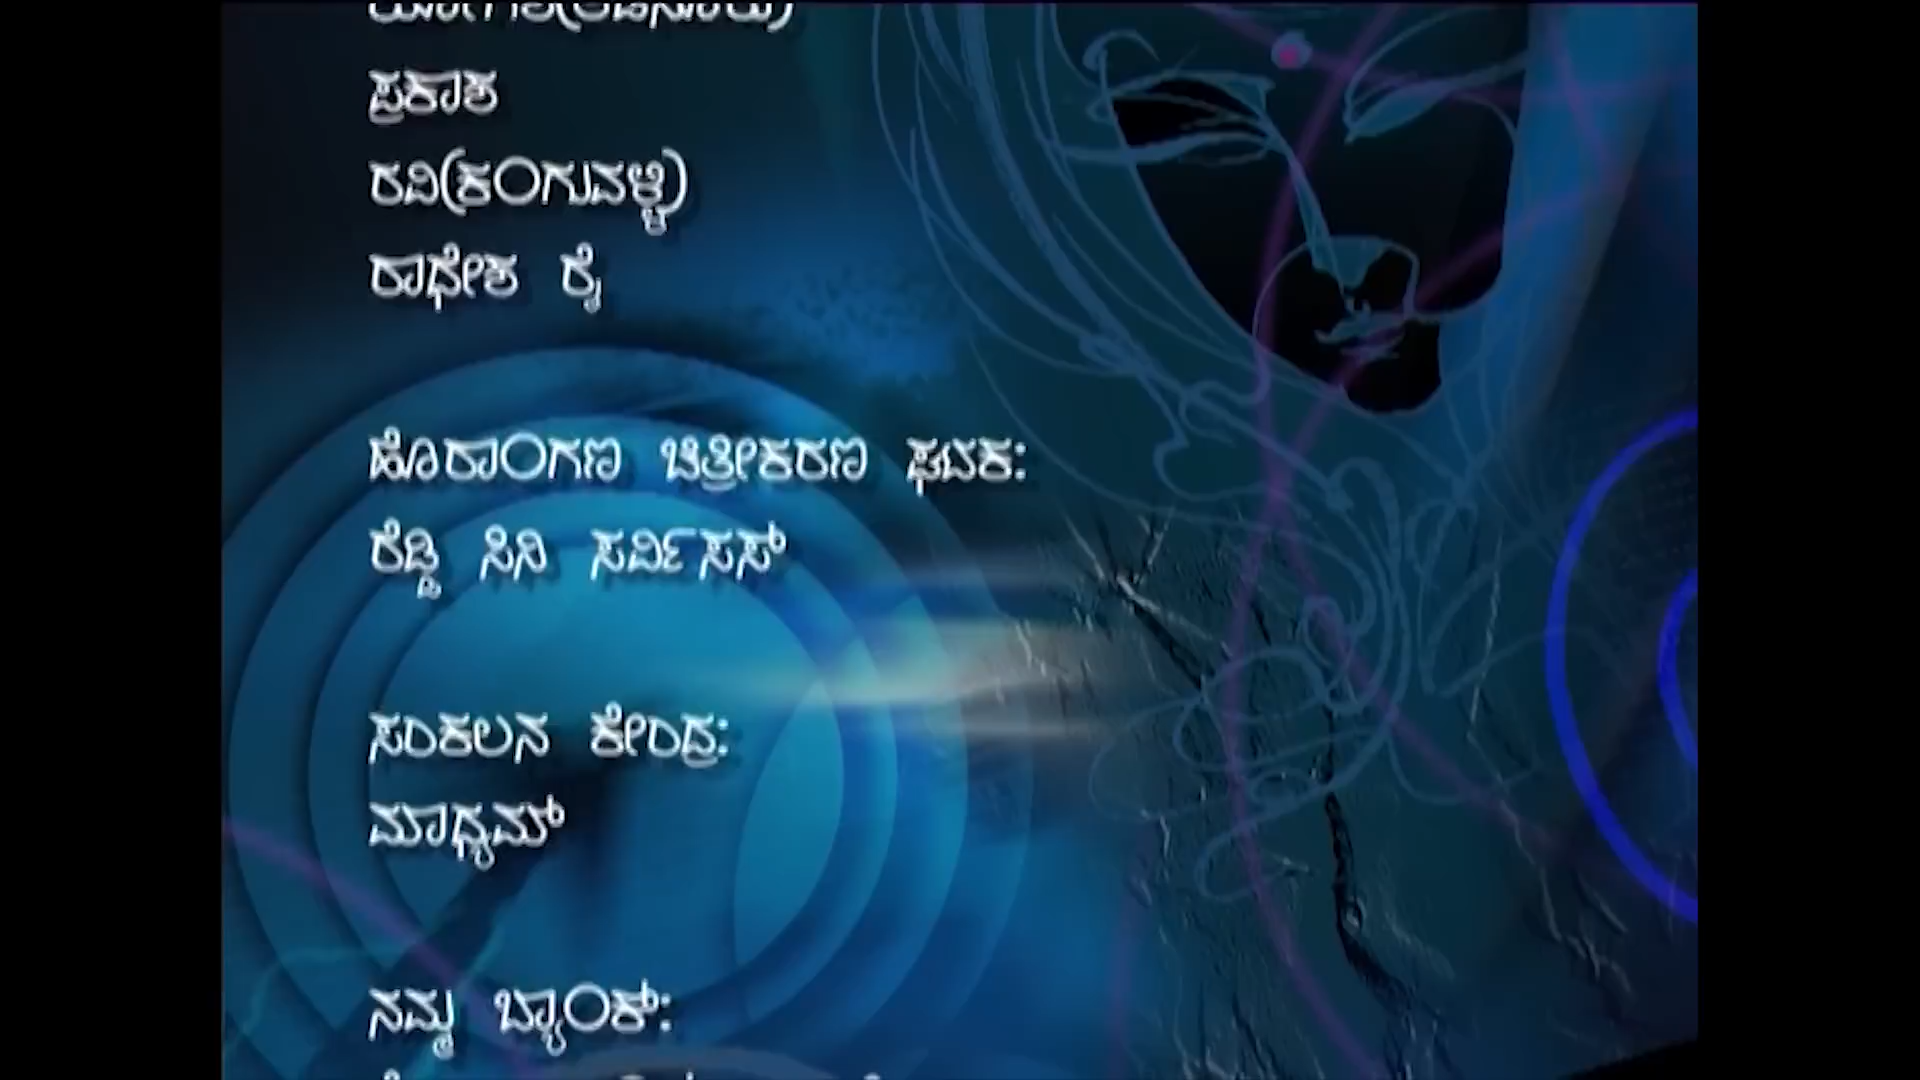 ಪ್ರಕಾಶ
ರವಿ(ಕಂಗುವಳ್ಳಿ)
ರಾಧೇಶ ರೈ
ಹೊರಾಂಗಣ ಚಿತ್ರೀಕರಣ ಘಟಕ:
ರೆಡ್ಡಿ ಸಿನಿ ಸರ್ವಿಸಸ್
ಸಂಕಲನ ಕೇಂದ್ರ:
ಮಾಧ್ಯಮ್
ನಮ್ಮ ಬ್ಯಾಂಕ್: